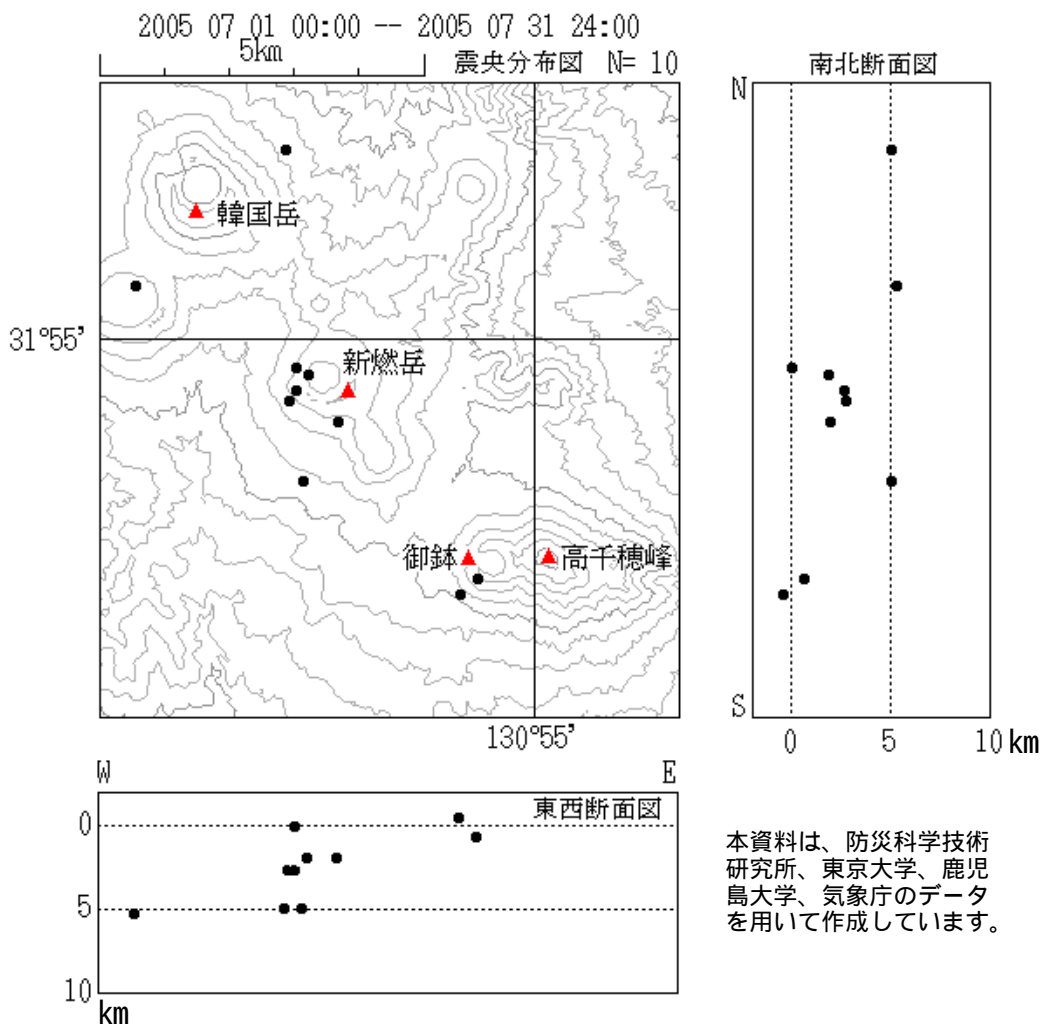 2005 07 01 00:00 -- 2005 07 31 24:00
5km
震央分布図 N= 10
南北断面図
N
韓国岳
31°55'
新燃岳
御鉢
高千穂峰
S
130°55'
0 5 10 km
W E
東西断面図
0
5
10
km
本資料は、防災科学技術
研究所、東京大学、鹿児
島大学、気象庁のデータ
を用いて作成しています。